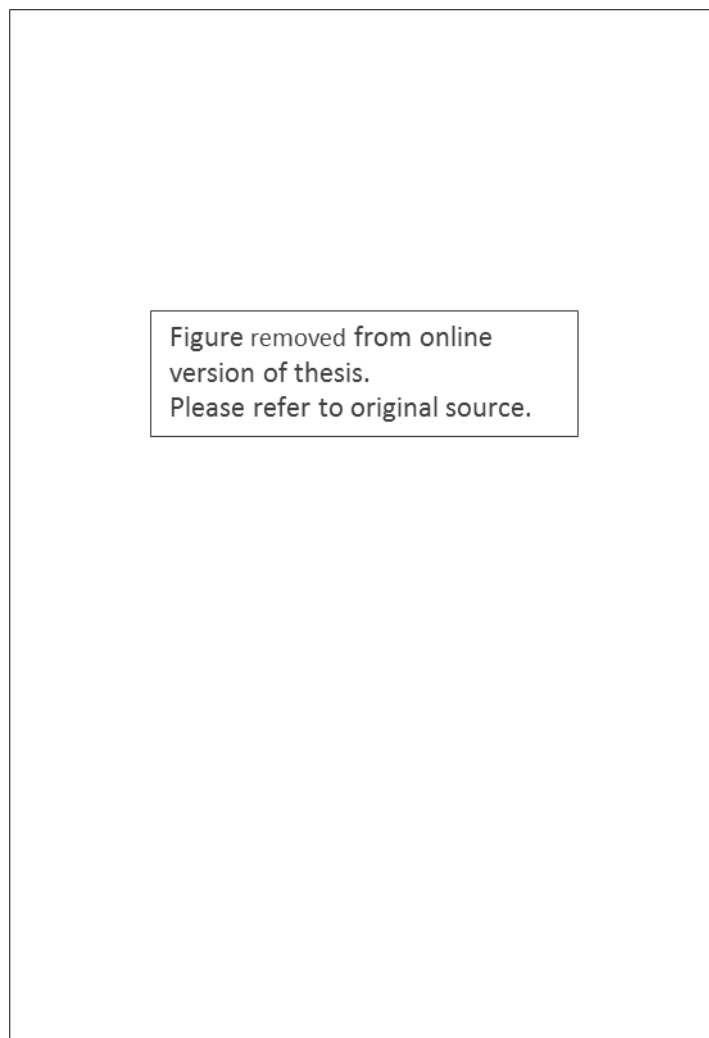 Figure removed from online
version of thesis.
Please refer to original source.